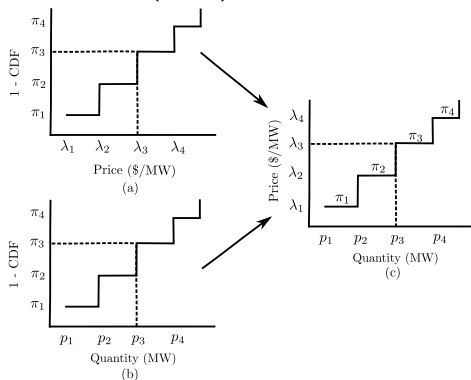 π4
π3
π2
π1
1 - CDF
λ1 λ2 λ3 λ4
Price ($/MW)
(a)
π4
π3
π2
π1
1 - CDF
p1 p2 p3 p4
Quantity (MW)
(b)
λ4
λ3
λ2
λ1
Price ($/MW)
π4
π3
π2
π1
p1 p2 p3 p4
Quantity (MW)
(c)